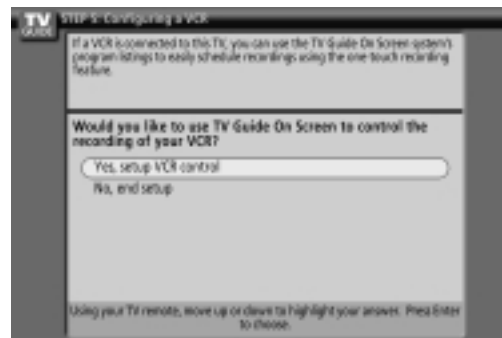 TV
GUIDE
STEP 5: Configuring a VCR
If a VCR is connected to this TV, you can use the TV Guide On Screen system's
program listings to easily schedule recordings using the one-touch recording
feature.
Would you like to use TV Guide On Screen to control the
recording of your VCR?
Yes, setup VCR control
No, end setup
Using your TV remote, move up or down to highlight your answer. Press Enter
to choose.